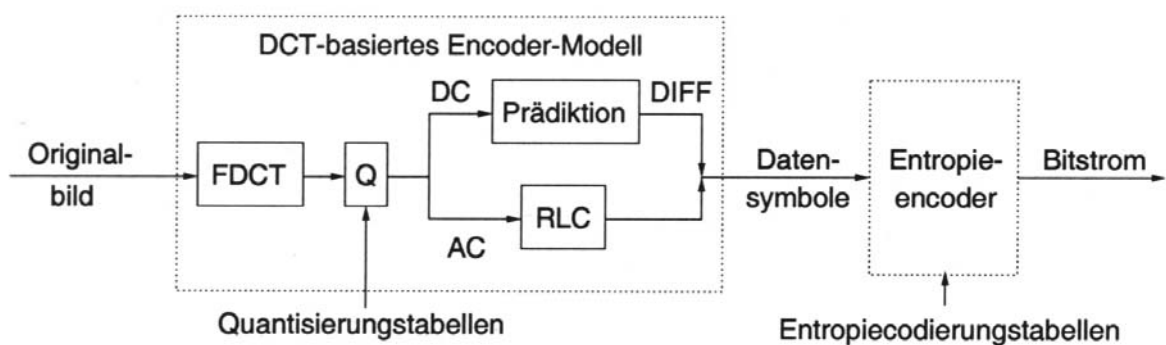 DCT-basiertes Encoder-Modell
DC
Prädiktion
DIFF
Original-
bild
FDCT
Q
AC
RLC
Daten-
symbole
Entropie-
encoder
Bitstrom
Quantisierungstabellen
Entropiecodierungstabellen